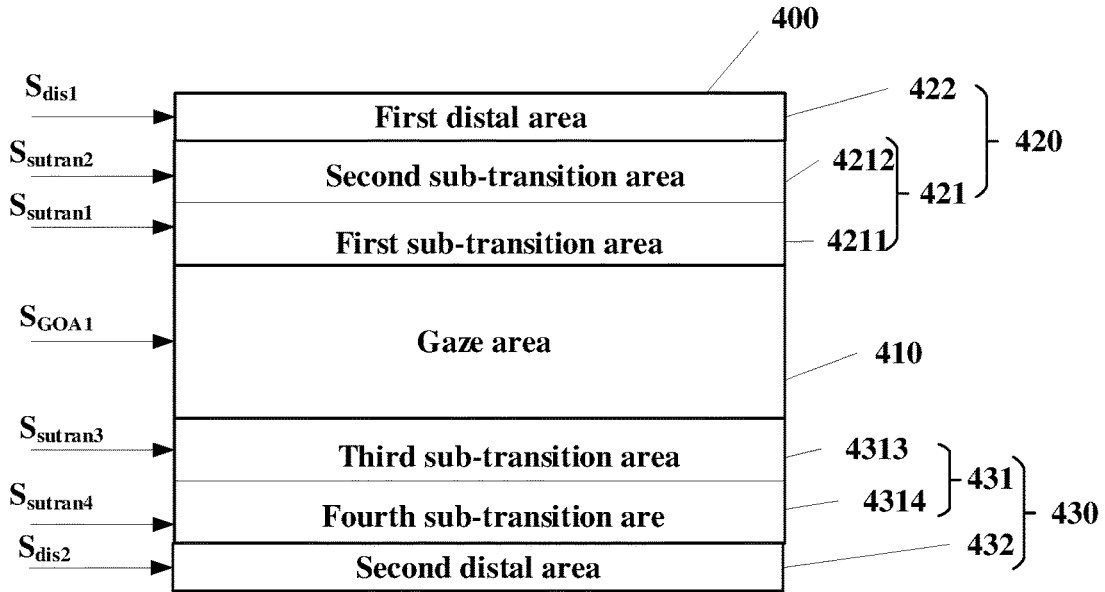 400
S_dis1
First distal area
422
420
S_sutran2
Second sub-transition area
4212
421
S_sutran1
First sub-transition area
4211
S_GOA1
Gaze area
410
S_sutran3
Third sub-transition area
4313
431
430
S_sutran4
Fourth sub-transition are
4314
S_dis2
Second distal area
432